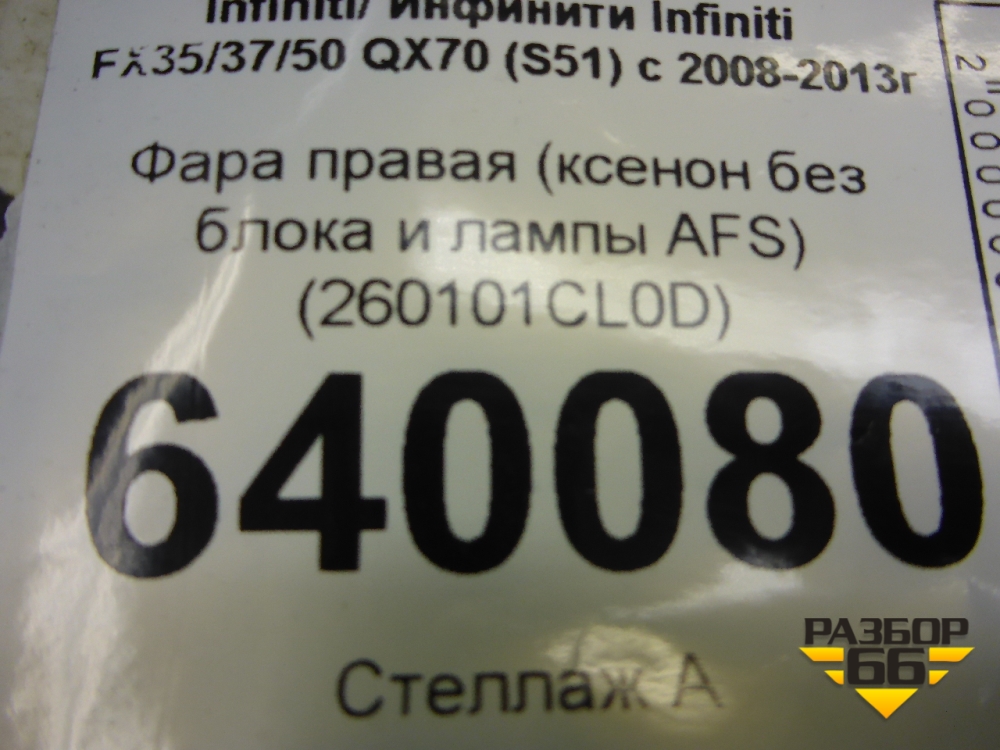 Infiniti/ Инфинити Infiniti
FX35/37/50 QX70 (S51) с 2008-2013г
Фара правая (ксенон без
блока и лампы AFS)
(260101CL0D)
640080
Стеллаж А
РАЗБОР
66